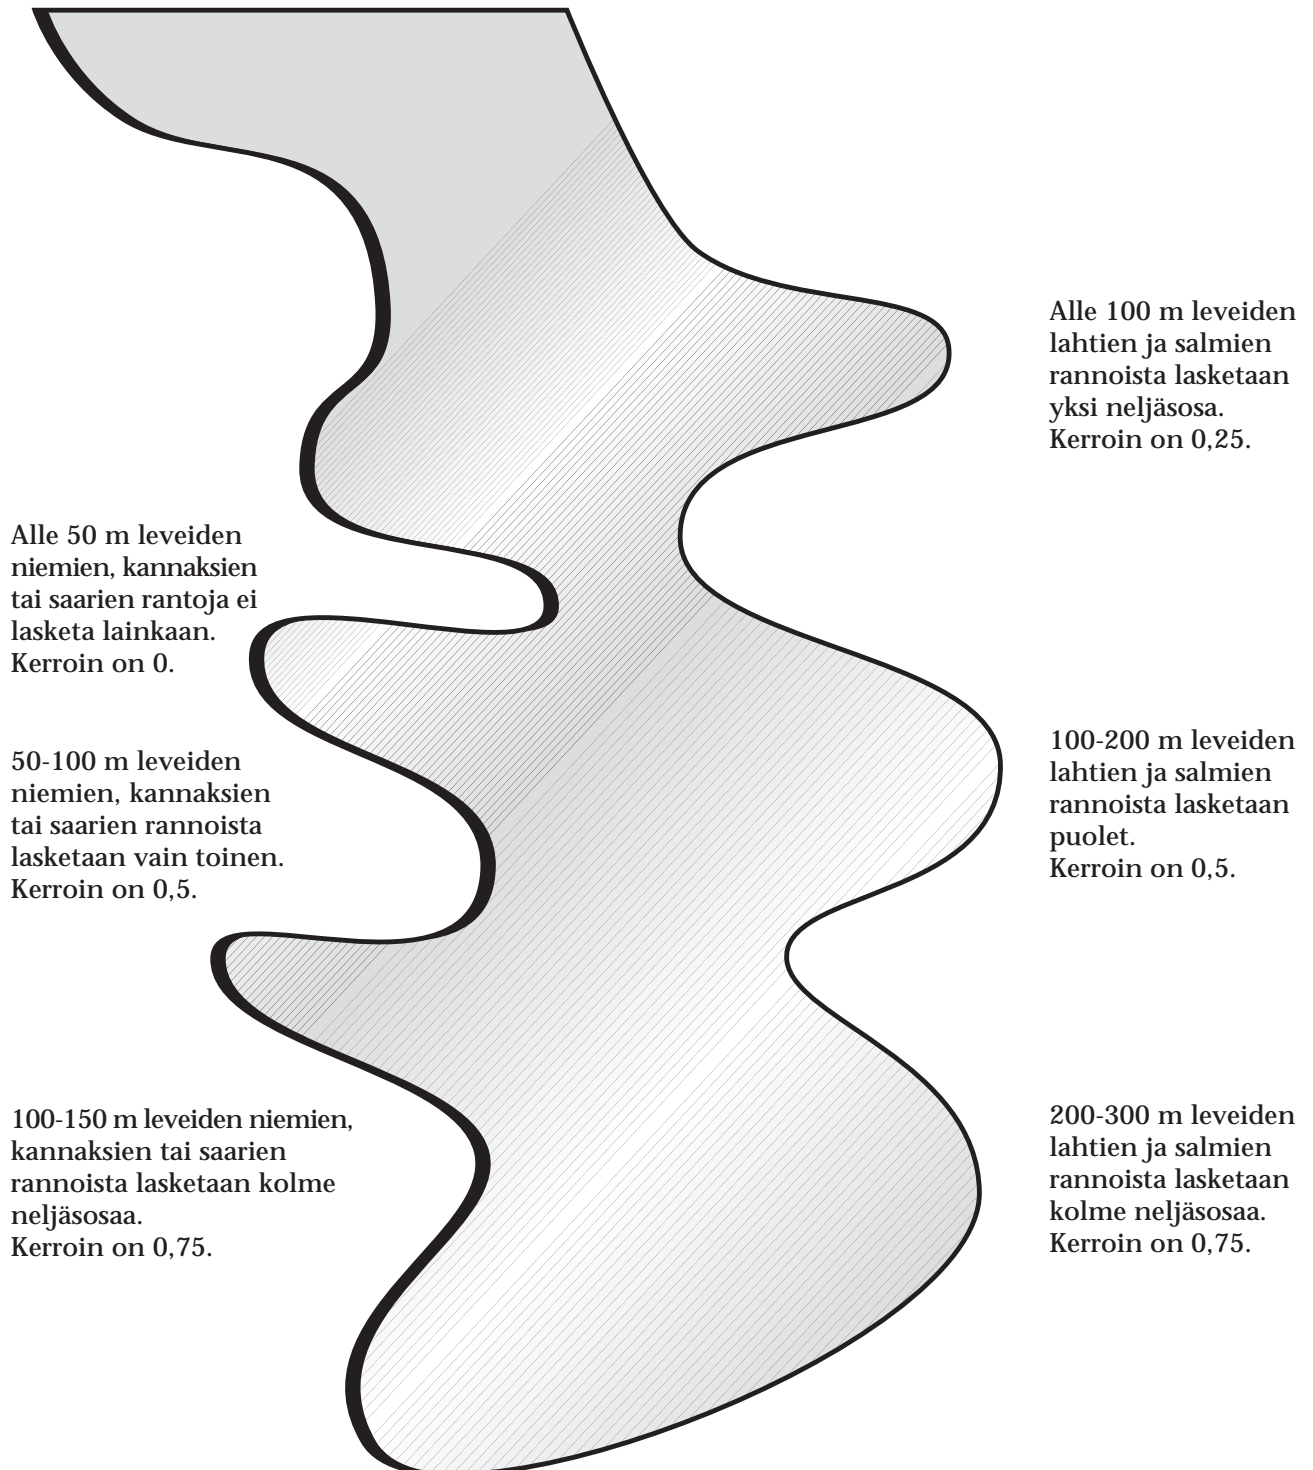 Alle 50 m leveiden
niemien, kannaksien
tai saarien rantoja ei
lasketa lainkaan.
Kerroin on 0.
50-100 m leveiden
niemien, kannaksien
tai saarien rannoista
lasketaan vain toinen.
Kerroin on 0,5.
100-150 m leveiden niemien,
kannaksien tai saarien
rannoista lasketaan kolme
neljäsosaa.
Kerroin on 0,75.
Alle 100 m leveiden
lahtien ja salmien
rannoista lasketaan
yksi neljäsosa.
Kerroin on 0,25.
100-200 m leveiden
lahtien ja salmien
rannoista lasketaan
puolet.
Kerroin on 0,5.
200-300 m leveiden
lahtien ja salmien
rannoista lasketaan
kolme neljäsosaa.
Kerroin on 0,75.